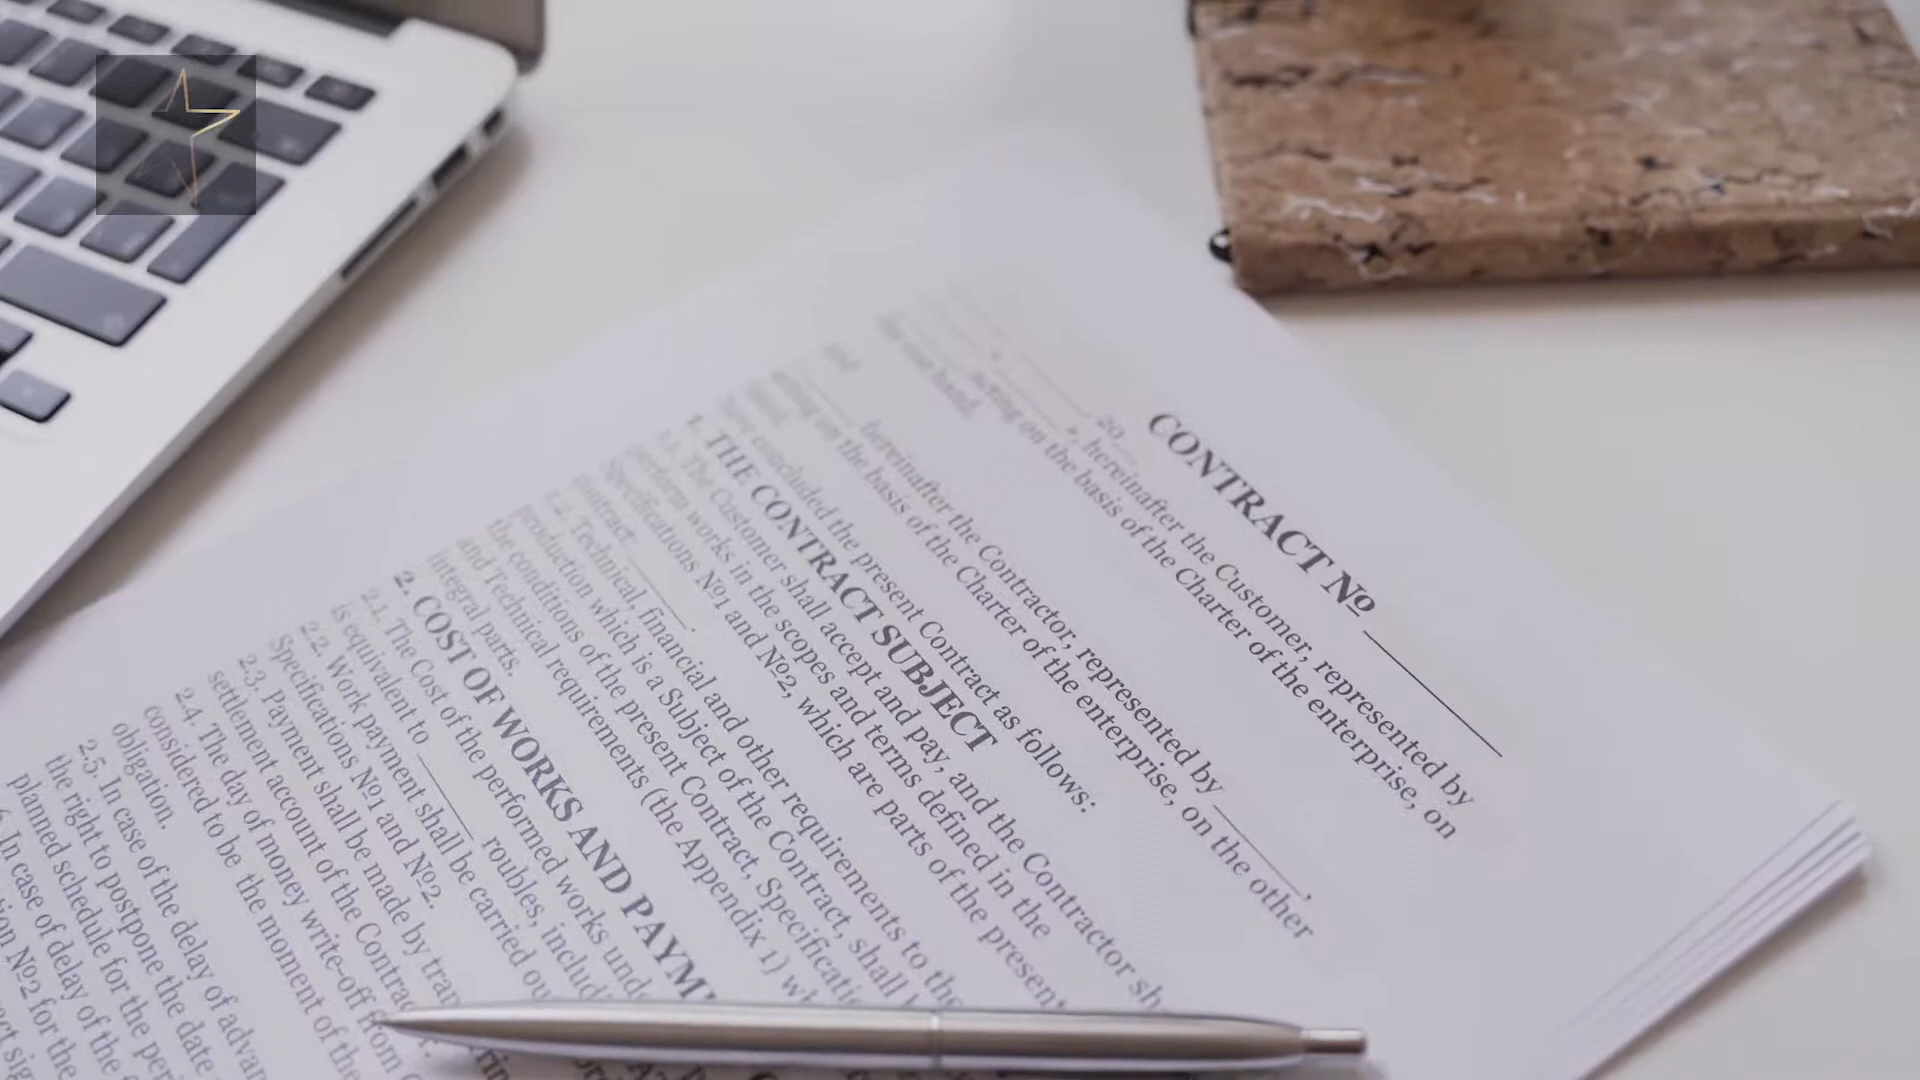 CONTRACT №
20
hereinafter the Customer, represented by
acting on the basis of the Charter of the enterprise, on
the one hand,
and
hereinafter the Contractor, represented by
acting on the basis of the Charter of the enterprise, on the other
hand,
have concluded the present Contract as follows:
1. THE CONTRACT SUBJECT
1.1. The Customer shall accept and pay, and the Contractor sh
perform works in the scopes and terms defined in the
Specifications №1 and №2, which are parts of the present
contract.
1.2. Technical, financial and other requirements to the
production which is a Subject of the Contract, shall
the conditions of the present Contract, Specificatio
and Technical requirements (the Appendix 1) wh
integral parts.
2. COST OF WORKS AND PAYM
2.1. The Cost of the performed works und
is equivalent to roubles, includ
2.2. Work payment shall be carried ou
Specifications №1 and №2.
2.3. Payment shall be made by tran
settlement account of the Contrac
2.4. The day of money write-off from
considered to be the moment of the
obligation.
2.5. In case of the delay of advan
the right to postpone the date
planned schedule for the peri
6. In case of delay of the
tion №2 for the